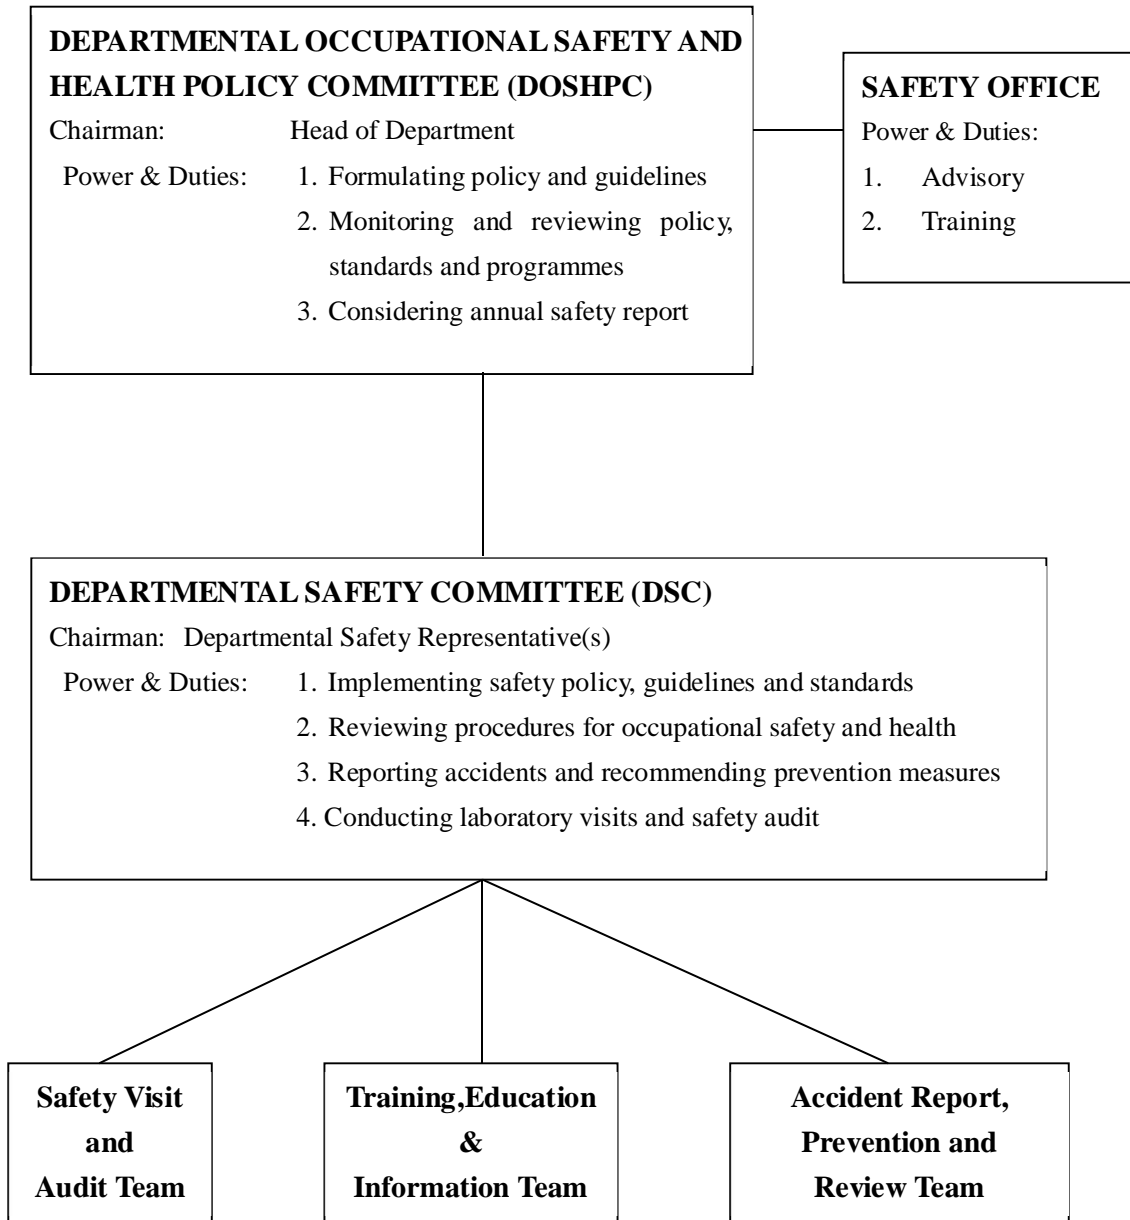 DEPARTMENTAL OCCUPATIONAL SAFETY AND
HEALTH POLICY COMMITTEE (DOSHPC)
Chairman: Head of Department
Power & Duties: 1. Formulating policy and guidelines
2. Monitoring and reviewing policy,
standards and programmes
3. Considering annual safety report
SAFETY OFFICE
Power & Duties:
1. Advisory
2. Training
DEPARTMENTAL SAFETY COMMITTEE (DSC)
Chairman: Departmental Safety Representative(s)
Power & Duties: 1. Implementing safety policy, guidelines and standards
2. Reviewing procedures for occupational safety and health
3. Reporting accidents and recommending prevention measures
4. Conducting laboratory visits and safety audit
Safety Visit
and
Audit Team
Training,Education
&
Information Team
Accident Report,
Prevention and
Review Team